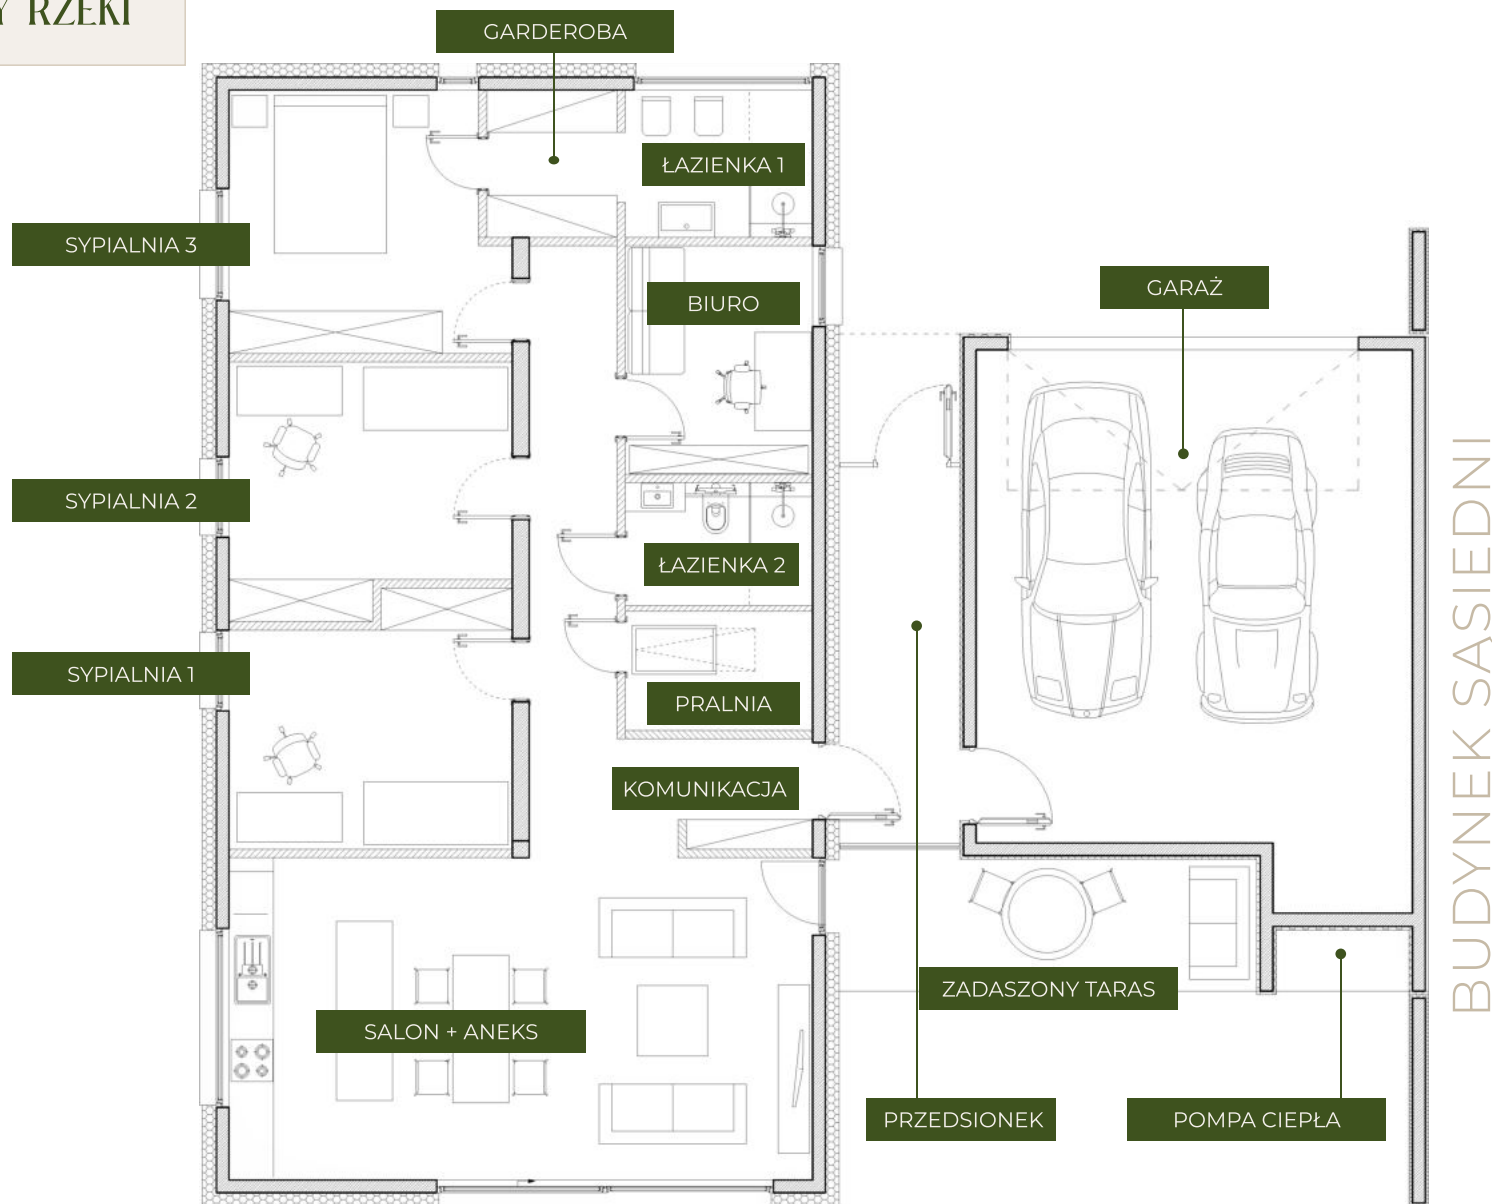 RZEKI
GARDEROBA
ŁAZIENKA 1
SYPIALNIA 3
BIURO
GARAŻ
SYPIALNIA 2
ŁAZIENKA 2
SYPIALNIA 1
PRALNIA
KOMUNIKACJA
ZADASZONY TARAS
SALON + ANEKS
PRZEDSIONEK
POMPA CIEPŁA
BUDYNEK SĄSIEDNI